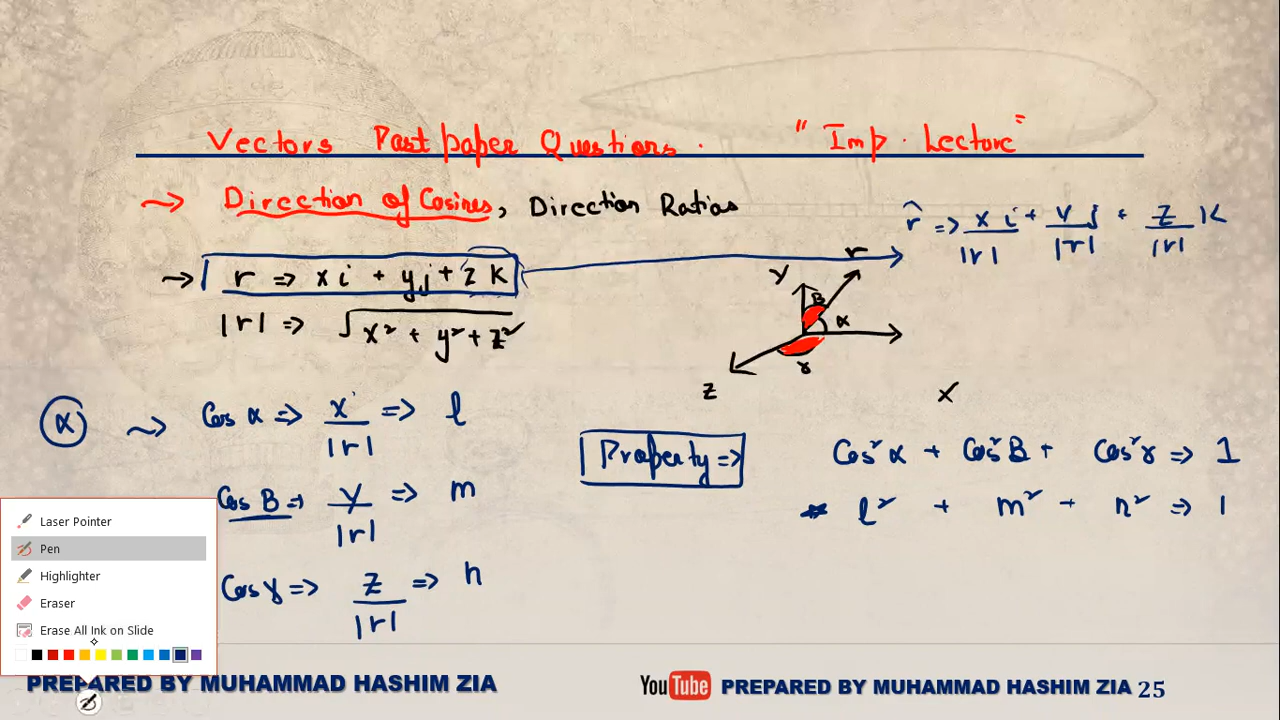 Vectors Past paper Questions. "Imp. Lecture"
~> Direction of Cosines, Direction Ratios
r̂ => x/|r| i + y/|r| j + z/|r| k
-> r => xi + yj + zk
|r| => √x² + y² + z²
y r
B α
γ
z x
α ~> Cos α => x/|r| => l
Cos B => y/|r| => m
Cos γ => z/|r| => n
Property => Cos²α + Cos²B + Cos²γ => 1
l² + m² + n² => 1
Laser Pointer
Pen
Highlighter
Eraser
Erase All Ink on Slide
PREPARED BY MUHAMMAD HASHIM ZIA
YouTube PREPARED BY MUHAMMAD HASHIM ZIA 25